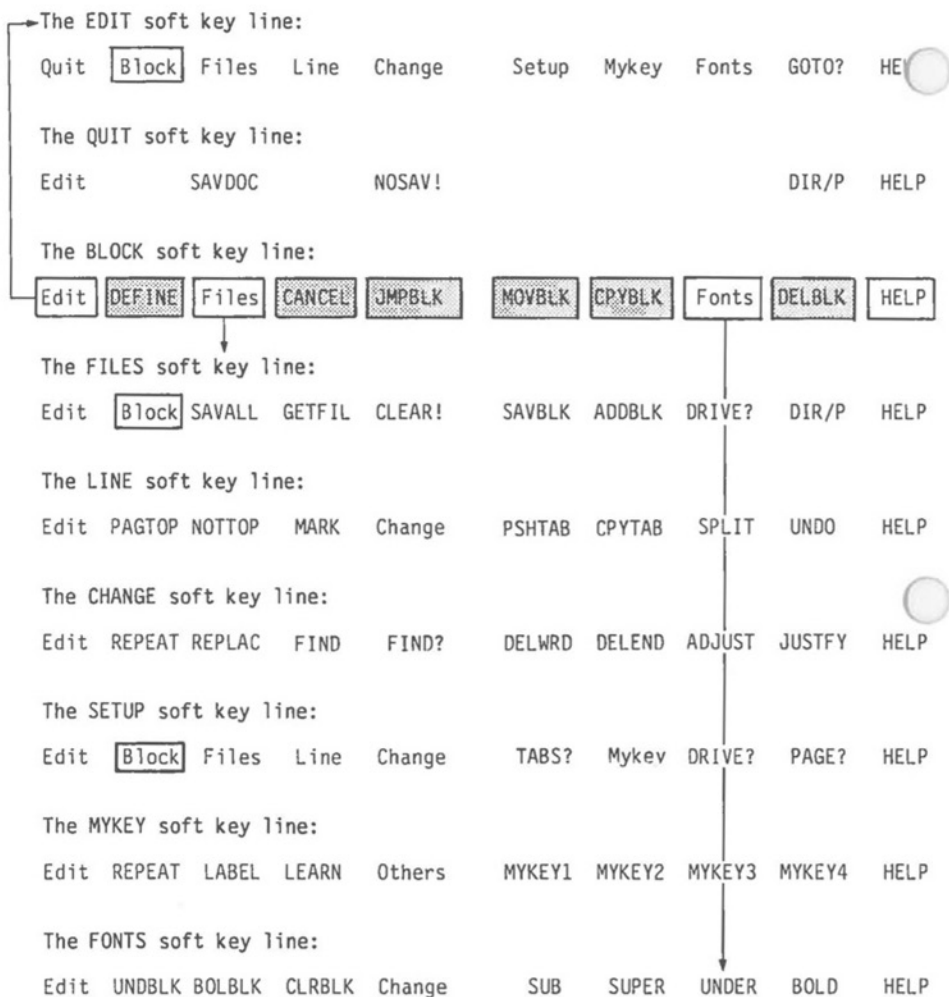 The EDIT soft key line:
Quit Block Files Line Change Setup Mykey Fonts GOTO?
The QUIT soft key line:
Edit SAVDOC NOSAV! DIR/P HELP
The BLOCK soft key line:
Edit DEFINE Files CANCEL JMPBLK MOVBLK CPYBLK Fonts DELBLK HELP
The FILES soft key line:
Edit Block SAVALL GETFIL CLEAR! SAVBLK ADDBLK DRIVE? DIR/P HELP
The LINE soft key line:
Edit PAGTOP NOTTOP MARK Change PSHTAB CPYTAB SPLIT UNDO HELP
The CHANGE soft key line:
Edit REPEAT REPLAC FIND FIND? DELWRD DELEND ADJUST JUSTFY HELP
The SETUP soft key line:
Edit Block Files Line Change TABS? Mykey DRIVE? PAGE? HELP
The MYKEY soft key line:
Edit REPEAT LABEL LEARN Others MYKEY1 MYKEY2 MYKEY3 MYKEY4 HELP
The FONTS soft key line:
Edit UNDBLK BOLBLK CLRBLK Change SUB SUPER UNDER BOLD HELP